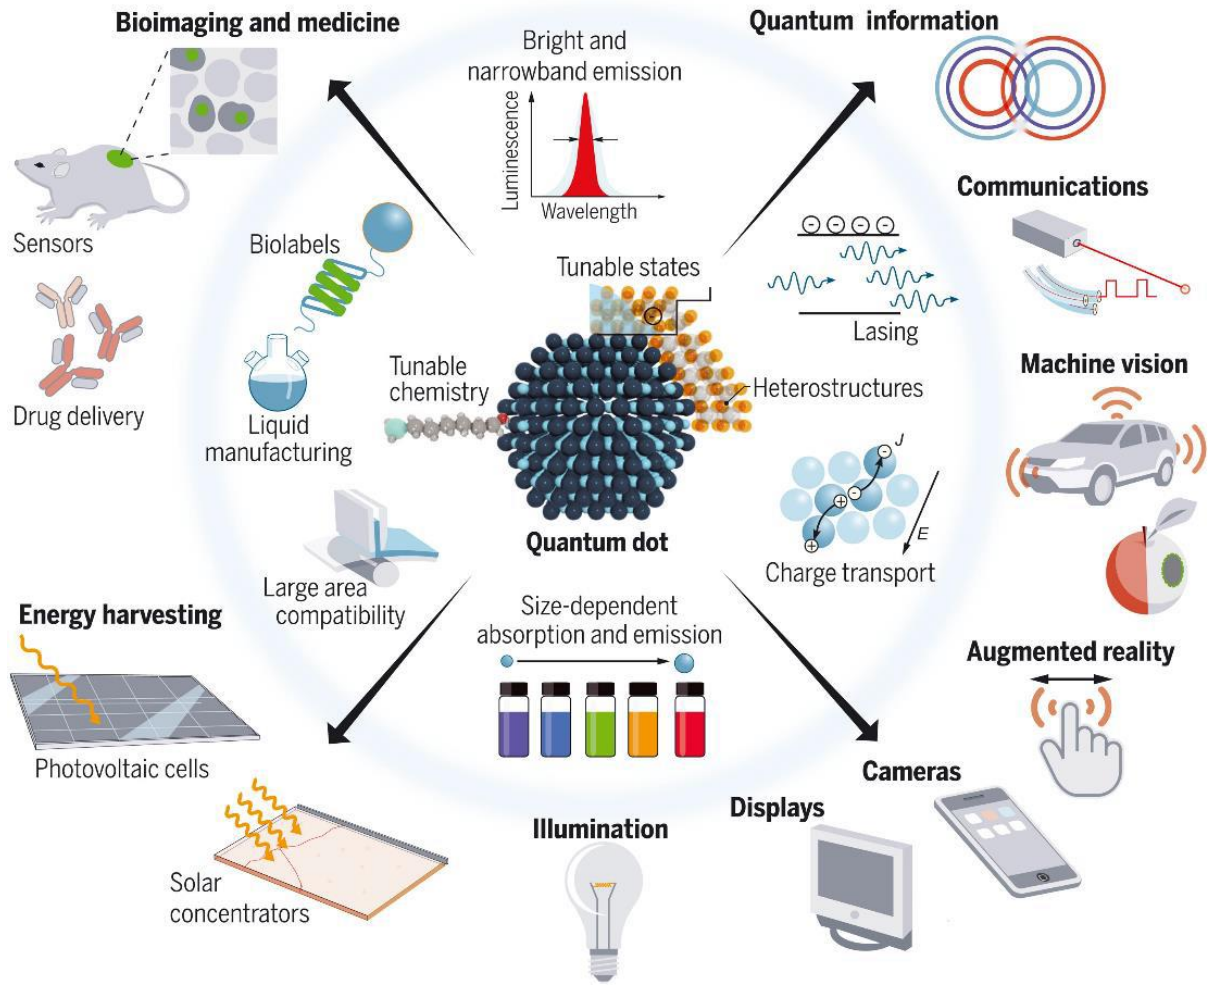 Bioimaging and medicine
Quantum information
Bright and
narrowband emission
Luminescence
Wavelength
Communications
Sensors
Biolabels
Tunable states
- - - -
Lasing
Machine vision
Tunable
chemistry
Heterostructures
Drug delivery
Liquid
manufacturing
J
-
+ -
+
E
Quantum dot
Charge transport
Large area
compatibility
Energy harvesting
Size-dependent
absorption and emission
Augmented reality
Photovoltaic cells
Cameras
Displays
Illumination
Solar
concentrators